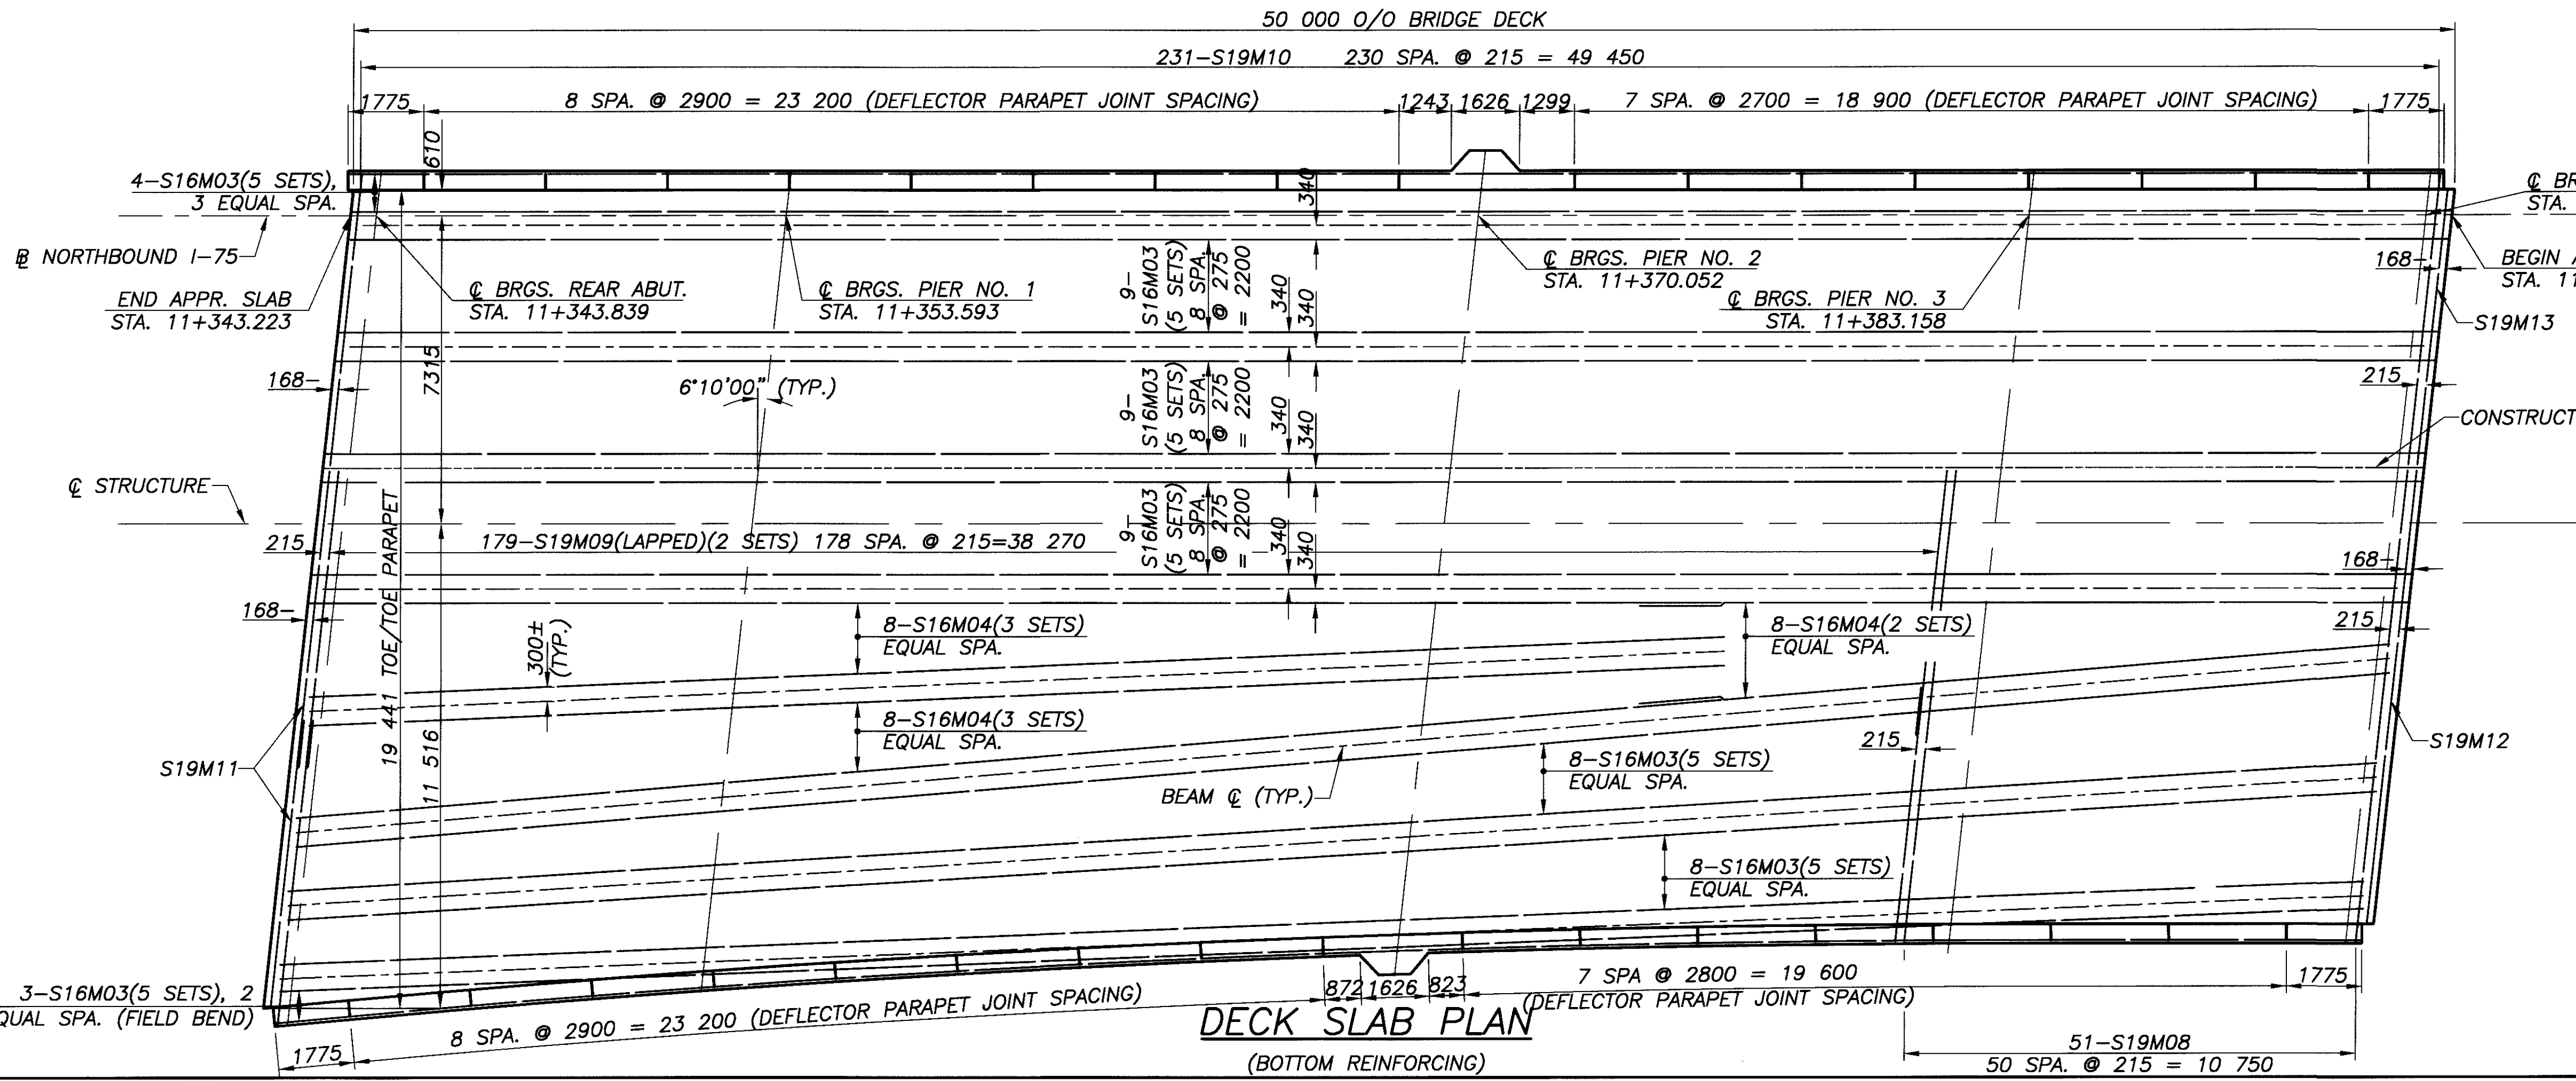 50 000 O/O BRIDGE DECK
231-S19M10 230 SPA. @ 215 = 49 450
1775
8 SPA. @ 2900 = 23 200 (DEFLECTOR PARAPET JOINT SPACING)
1243
1626
1299
7 SPA. @ 2700 = 18 900 (DEFLECTOR PARAPET JOINT SPACING)
1775
610
4-S16M03(5 SETS),
3 EQUAL SPA.
340
℄ BR
STA.
BL NORTHBOUND I-75
END APPR. SLAB
STA. 11+343.223
℄ BRGS. REAR ABUT.
STA. 11+343.839
℄ BRGS. PIER NO. 1
STA. 11+353.593
9-
S16M03
(5 SETS)
8 SPA.
@ 275
= 2200
340
340
℄ BRGS. PIER NO. 2
STA. 11+370.052
℄ BRGS. PIER NO. 3
STA. 11+383.158
168
BEGIN A
STA. 11
S19M13
168
7315
6°10'00" (TYP.)
9-
S16M03
(5 SETS)
8 SPA.
@ 275
= 2200
340
340
215
CONSTRUCT
℄ STRUCTURE
19 441 TOE/TOE PARAPET
215
179-S19M09(LAPPED)(2 SETS) 178 SPA. @ 215=38 270
9-
S16M03
(5 SETS)
8 SPA.
@ 275
= 2200
340
340
168
168
300±
(TYP.)
8-S16M04(3 SETS)
EQUAL SPA.
8-S16M04(2 SETS)
EQUAL SPA.
215
8-S16M04(3 SETS)
EQUAL SPA.
11 516
S19M11
BEAM ℄ (TYP.)
8-S16M03(5 SETS)
EQUAL SPA.
215
S19M12
8-S16M03(5 SETS)
EQUAL SPA.
3-S16M03(5 SETS), 2
QUAL SPA. (FIELD BEND)
1775
8 SPA. @ 2900 = 23 200 (DEFLECTOR PARAPET JOINT SPACING)
872
1626
823
7 SPA @ 2800 = 19 600
(DEFLECTOR PARAPET JOINT SPACING)
1775
DECK SLAB PLAN
(BOTTOM REINFORCING)
51-S19M08
50 SPA. @ 215 = 10 750